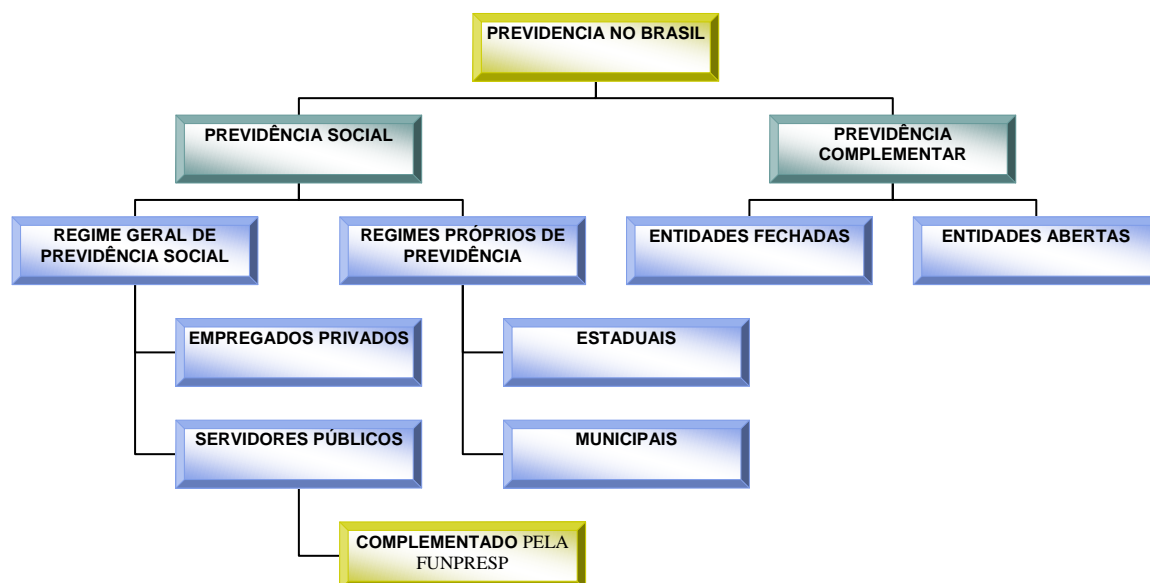 PREVIDENCIA NO BRASIL
PREVIDÊNCIA SOCIAL
PREVIDÊNCIA
COMPLEMENTAR
REGIME GERAL DE
PREVIDÊNCIA SOCIAL
REGIMES PRÓPRIOS DE
PREVIDÊNCIA
ENTIDADES FECHADAS
ENTIDADES ABERTAS
EMPREGADOS PRIVADOS
ESTADUAIS
SERVIDORES PÚBLICOS
MUNICIPAIS
COMPLEMENTADO PELA
FUNPRESP